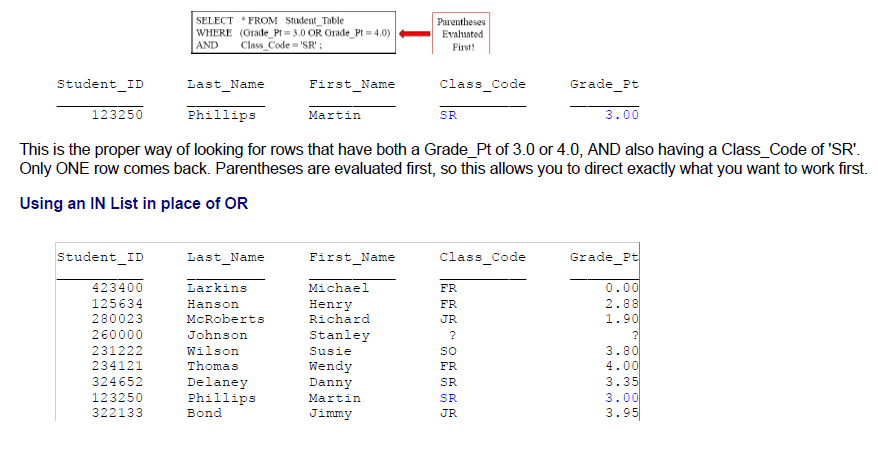 SELECT * FROM Student_Table
WHERE (Grade_Pt = 3.0 OR Grade_Pt = 4.0)
AND Class_Code = 'SR' ;
Parentheses
Evaluated
First!
Student_ID Last_Name First_Name Class_Code Grade_Pt
123250 Phillips Martin SR 3.00
This is the proper way of looking for rows that have both a Grade_Pt of 3.0 or 4.0, AND also having a Class_Code of 'SR'.
Only ONE row comes back. Parentheses are evaluated first, so this allows you to direct exactly what you want to work first.
Using an IN List in place of OR
Student_ID Last_Name First_Name Class_Code Grade_Pt
423400 Larkins Michael FR 0.00
125634 Hanson Henry FR 2.88
280023 McRoberts Richard JR 1.90
260000 Johnson Stanley ? ?
231222 Wilson Susie SO 3.80
234121 Thomas Wendy FR 4.00
324652 Delaney Danny SR 3.35
123250 Phillips Martin SR 3.00
322133 Bond Jimmy JR 3.95